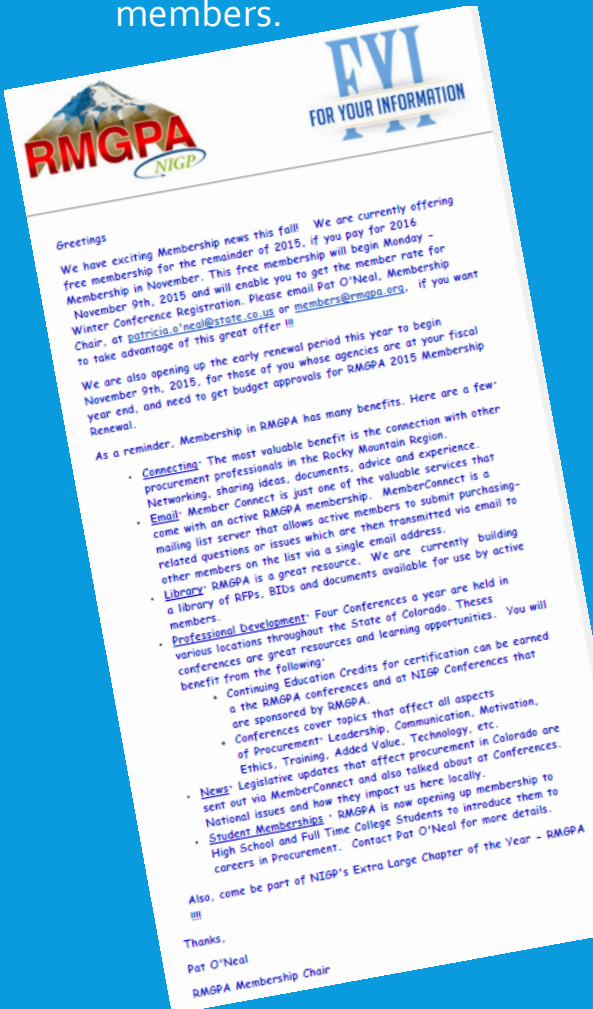 members.
RMGPA
NIGP
FYI
FOR YOUR INFORMATION
Greetings
We have exciting Membership news this fall!  We are currently offering
free membership for the remainder of 2015, if you pay for 2016
Membership in November. This free membership will begin Monday -
November 9th, 2015 and will enable you to get the member rate for
Winter Conference Registration. Please email Pat O'Neal, Membership
Chair, at patricia.o'neal@state.co.us or members@rmgpa.org,  if you want
to take advantage of this great offer !!!
We are also opening up the early renewal period this year to begin
November 9th, 2015, for those of you whose agencies are at your fiscal
year end, and need to get budget approvals for RMGPA 2015 Membership
Renewal.
As a reminder, Membership in RMGPA has many benefits. Here are a few:
• Connecting: The most valuable benefit is the connection with other
procurement professionals in the Rocky Mountain Region.
Networking, sharing ideas, documents, advice and experience.
• Email: Member Connect is just one of the valuable services that
come with an active RMGPA membership.  MemberConnect is a
mailing list server that allows active members to submit purchasing-
related questions or issues which are then transmitted via email to
other members on the list via a single email address.
• Library: RMGPA is a great resource,  We are  currently  building
a library of RFPs, BIDs and documents available for use by active
members.
• Professional Development: Four Conferences a year are held in
various locations throughout the State of Colorado. Theses
conferences are great resources and learning opportunities.  You will
benefit from the following:
• Continuing Education Credits for certification can be earned
a the RMGPA conferences and at NIGP Conferences that
are sponsored by RMGPA.
• Conferences cover topics that affect all aspects
of Procurement: Leadership, Communication, Motivation,
Ethics, Training, Added Value, Technology, etc.
• News: Legislative updates that affect procurement in Colorado are
sent out via MemberConnect and also talked about at Conferences.
National issues and how they impact us here locally.
• Student Memberships : RMGPA is now opening up membership to
High School and Full Time College Students to introduce them to
careers in Procurement.  Contact Pat O'Neal for more details.
Also, come be part of NIGP's Extra Large Chapter of the Year - RMGPA
!!!!
Thanks,
Pat O'Neal
RMGPA Membership Chair